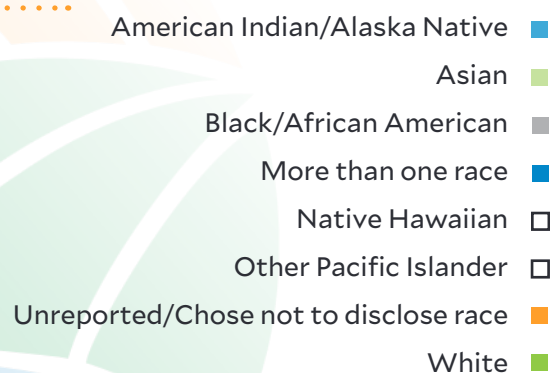 American Indian/Alaska Native
Asian
Black/African American
More than one race
Native Hawaiian
Other Pacific Islander
Unreported/Chose not to disclose race
White